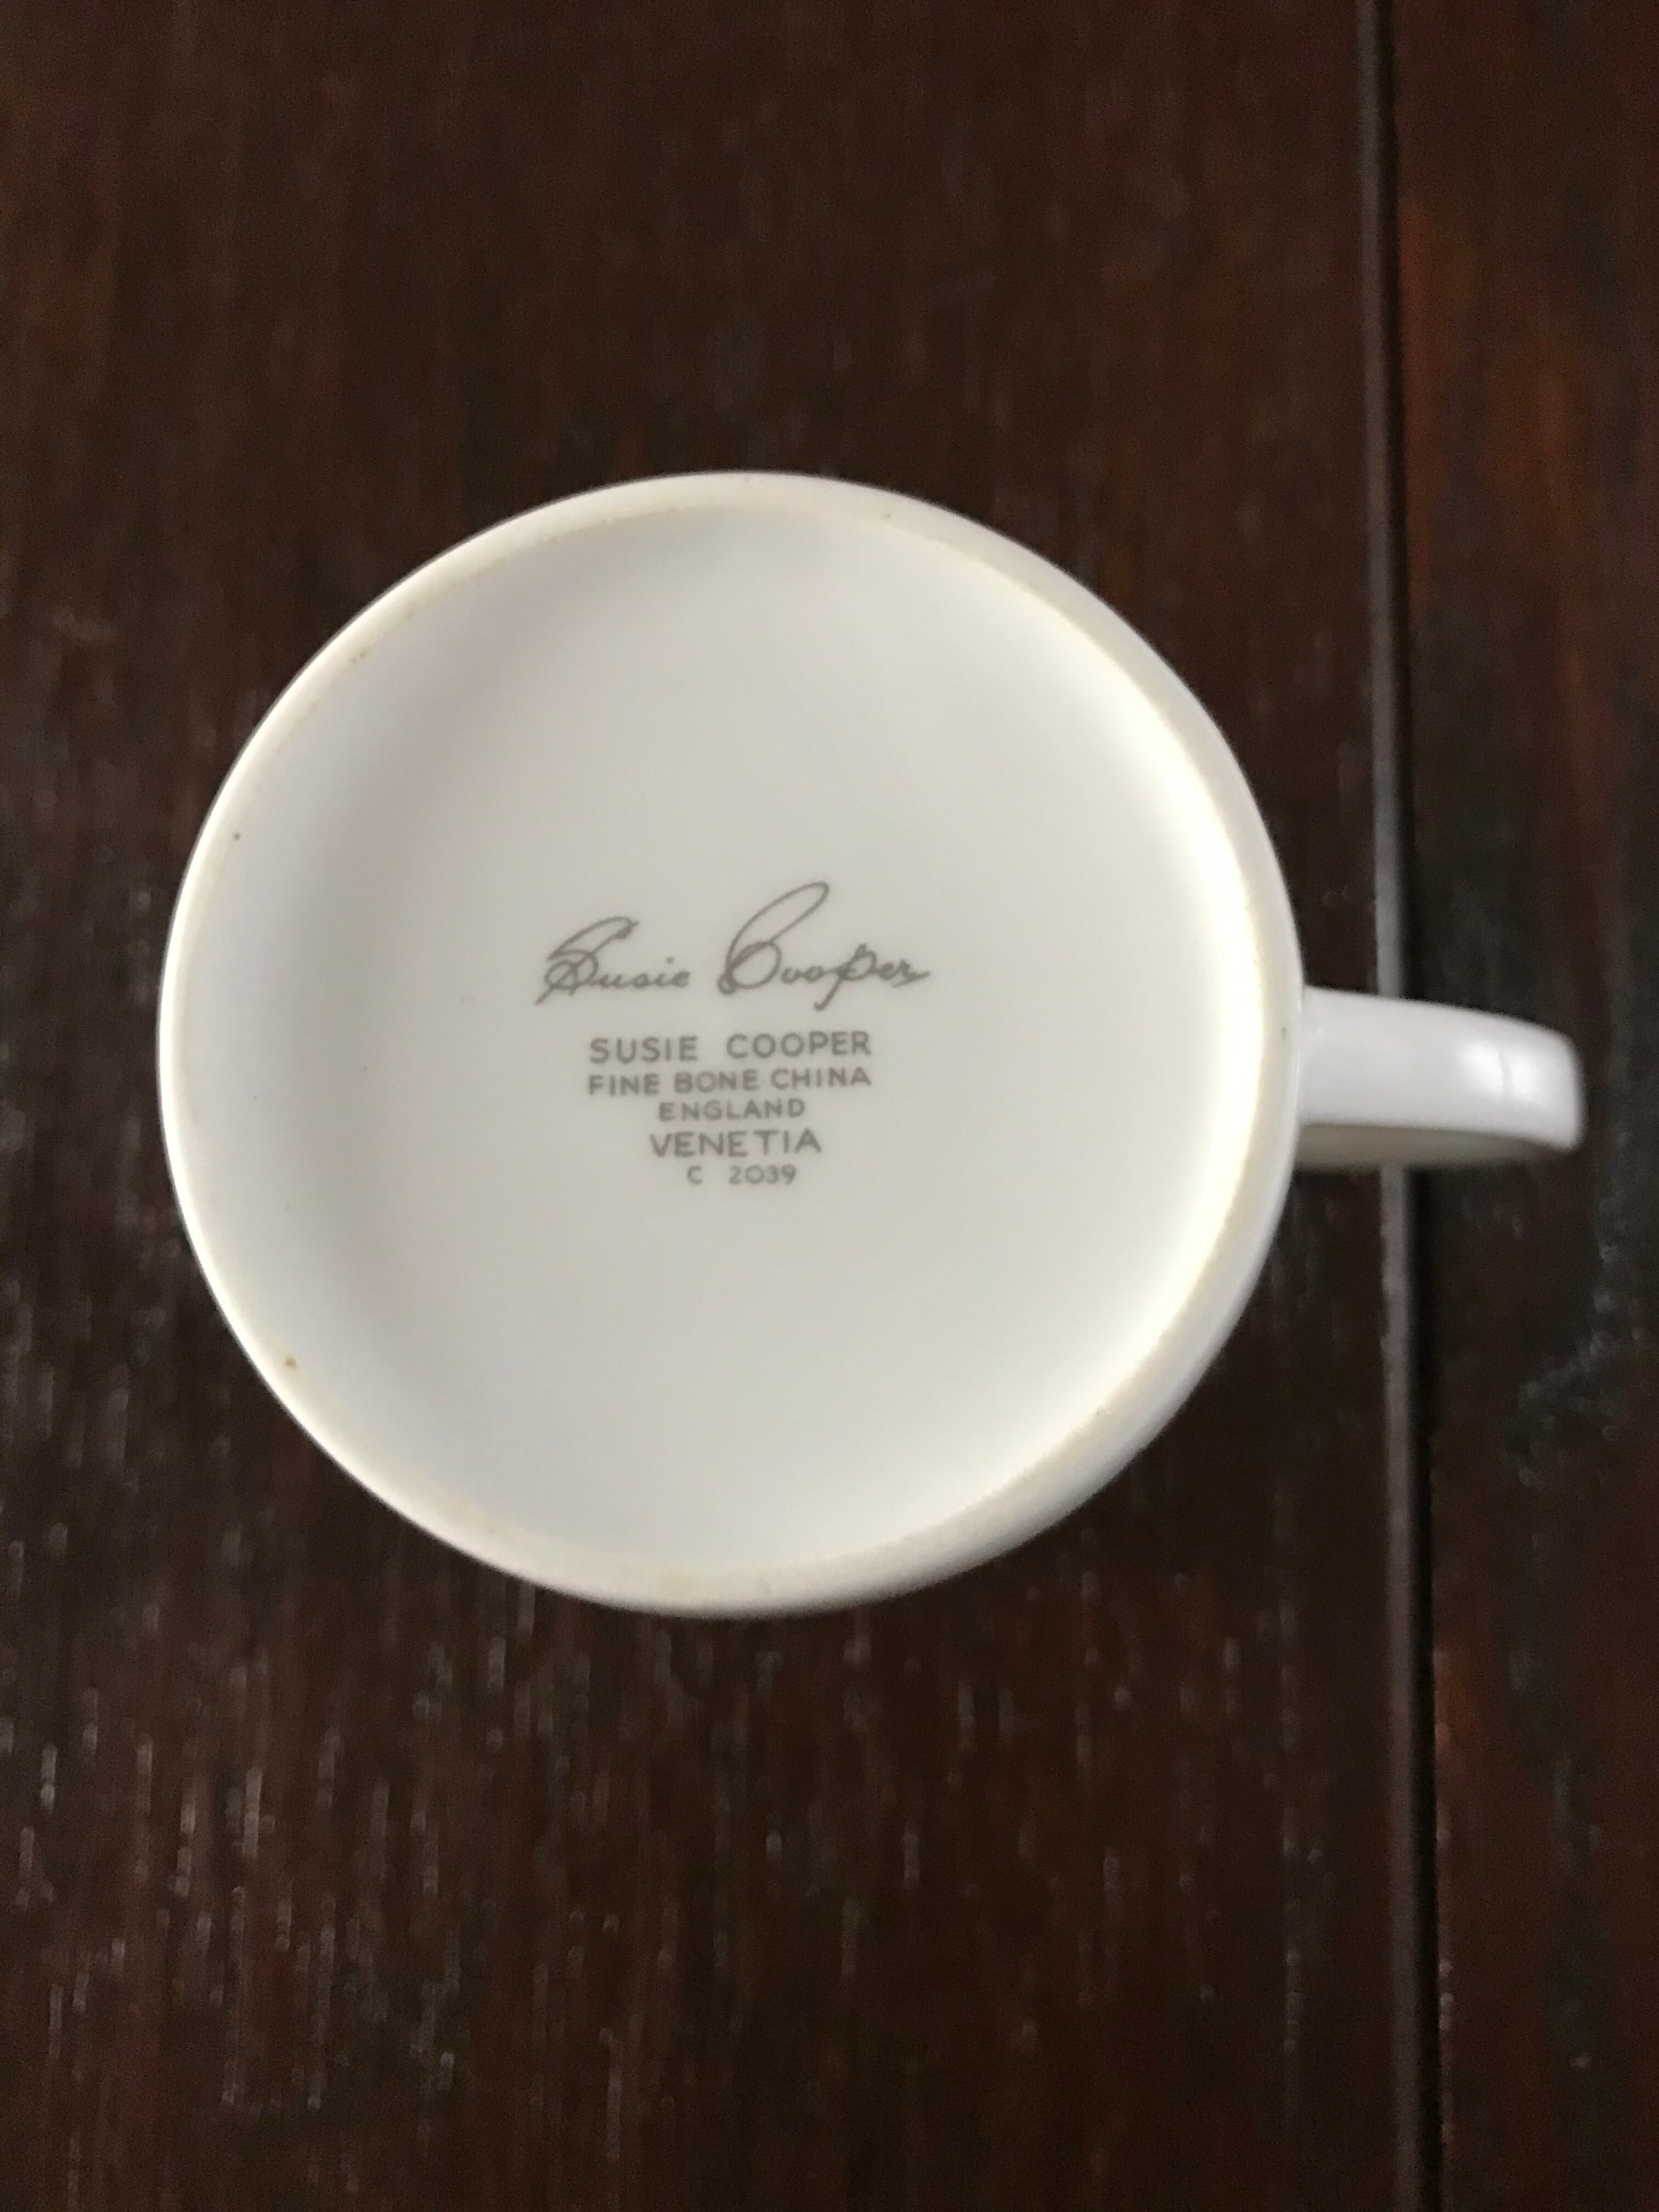 Susie Cooper
SUSIE COOPER
FINE BONE CHINA
ENGLAND
VENETIA
C 2039